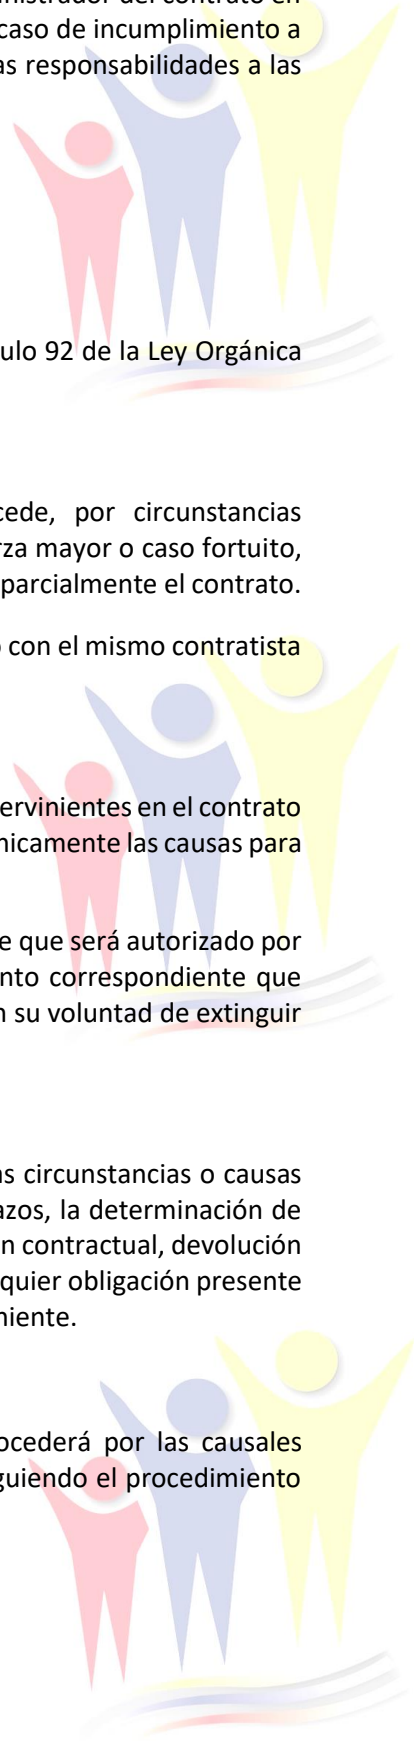 nistrador del contrato en
caso de incumplimiento a
as responsabilidades a las
ulo 92 de la Ley Orgánica
cede, por circunstancias
rza mayor o caso fortuito,
parcialmente el contrato.
con el mismo contratista
ervinientes en el contrato
nicamente las causas para
e que será autorizado por
nto correspondiente que
n su voluntad de extinguir
as circunstancias o causas
azos, la determinación de
n contractual, devolución
quier obligación presente
niente.
ocederá por las causales
guiendo el procedimiento